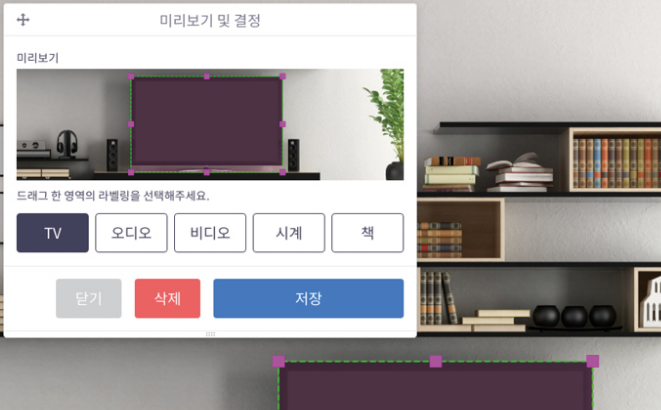 미리보기 및 결정
미리보기
드래그 한 영역의 라벨링을 선택해주세요.
TV 오디오 비디오 시계 책
닫기 삭제 저장